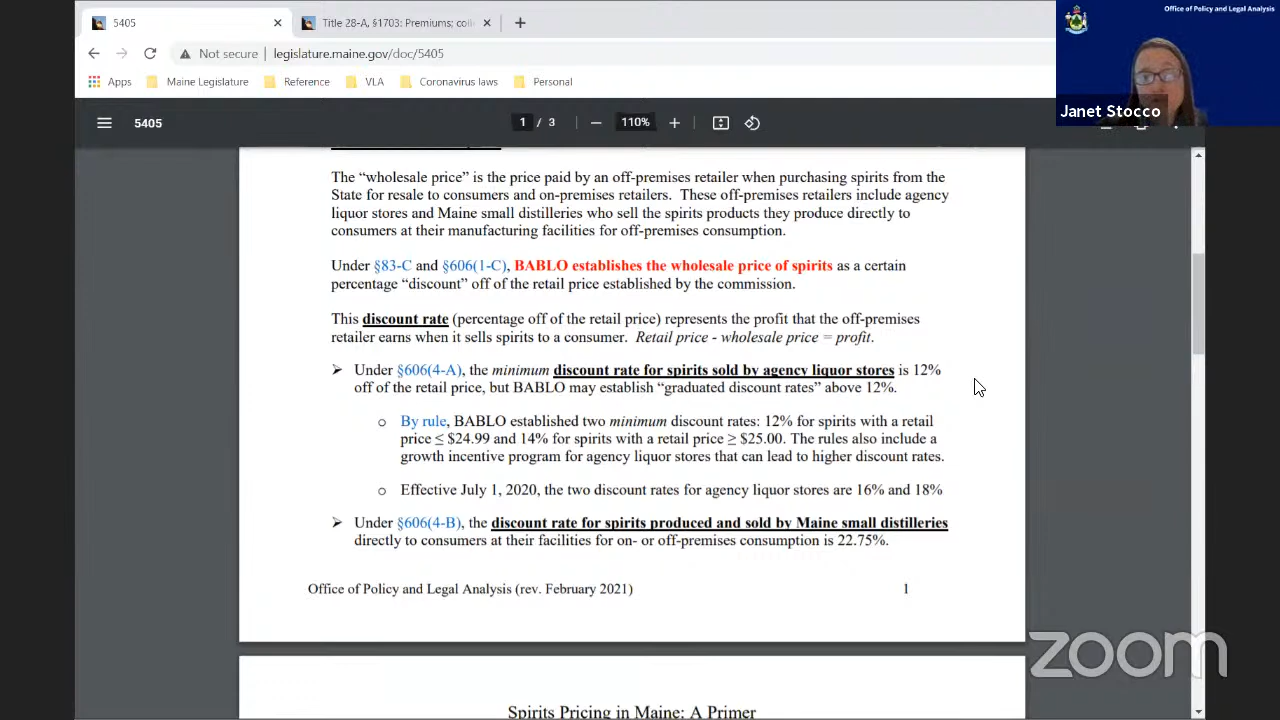 Office of Policy and Legal Analysis
5405
Title 28-A, §1703: Premiums; coll
Not secure
legislature.maine.gov/doc/5405
Apps
Maine Legislature
Reference
VLA
Coronavirus laws
Personal
Janet Stocco
5405
1 / 3
110%
The “wholesale price” is the price paid by an off-premises retailer when purchasing spirits from the
State for resale to consumers and on-premises retailers. These off-premises retailers include agency
liquor stores and Maine small distilleries who sell the spirits products they produce directly to
consumers at their manufacturing facilities for off-premises consumption.
Under §83-C and §606(1-C), BABLO establishes the wholesale price of spirits as a certain
percentage “discount” off of the retail price established by the commission.
This discount rate (percentage off of the retail price) represents the profit that the off-premises
retailer earns when it sells spirits to a consumer. Retail price - wholesale price = profit.
➢ Under §606(4-A), the minimum discount rate for spirits sold by agency liquor stores is 12%
off of the retail price, but BABLO may establish “graduated discount rates” above 12%.
o By rule, BABLO established two minimum discount rates: 12% for spirits with a retail
price ≤ $24.99 and 14% for spirits with a retail price ≥ $25.00. The rules also include a
growth incentive program for agency liquor stores that can lead to higher discount rates.
o Effective July 1, 2020, the two discount rates for agency liquor stores are 16% and 18%
➢ Under §606(4-B), the discount rate for spirits produced and sold by Maine small distilleries
directly to consumers at their facilities for on- or off-premises consumption is 22.75%.
Office of Policy and Legal Analysis (rev. February 2021) 1
zoom
Spirits Pricing in Maine: A Primer